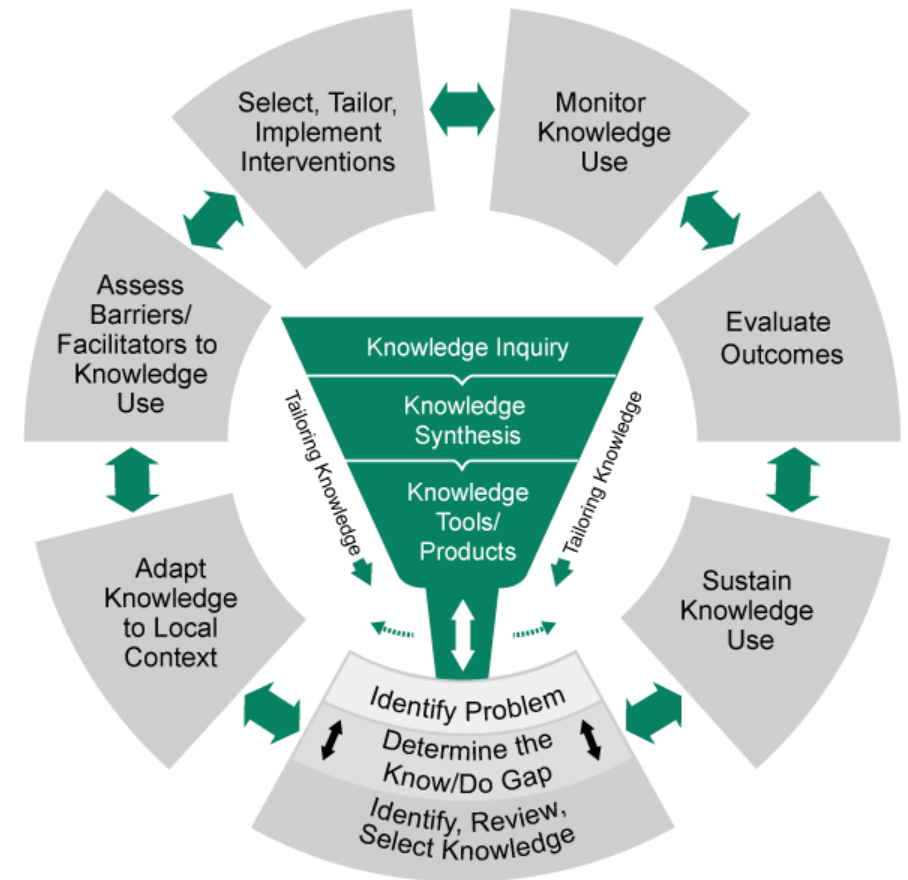 Select, Tailor,
Implement
Interventions
Monitor
Knowledge
Use
Assess
Barriers/
Facilitators to
Knowledge
Use
Evaluate
Outcomes
Knowledge Inquiry
Knowledge
Synthesis
Knowledge
Tools/
Products
Tailoring Knowledge
Tailoring Knowledge
Adapt
Knowledge
to Local
Context
Sustain
Knowledge
Use
Identify Problem
Determine the
Know/Do Gap
Identify, Review,
Select Knowledge